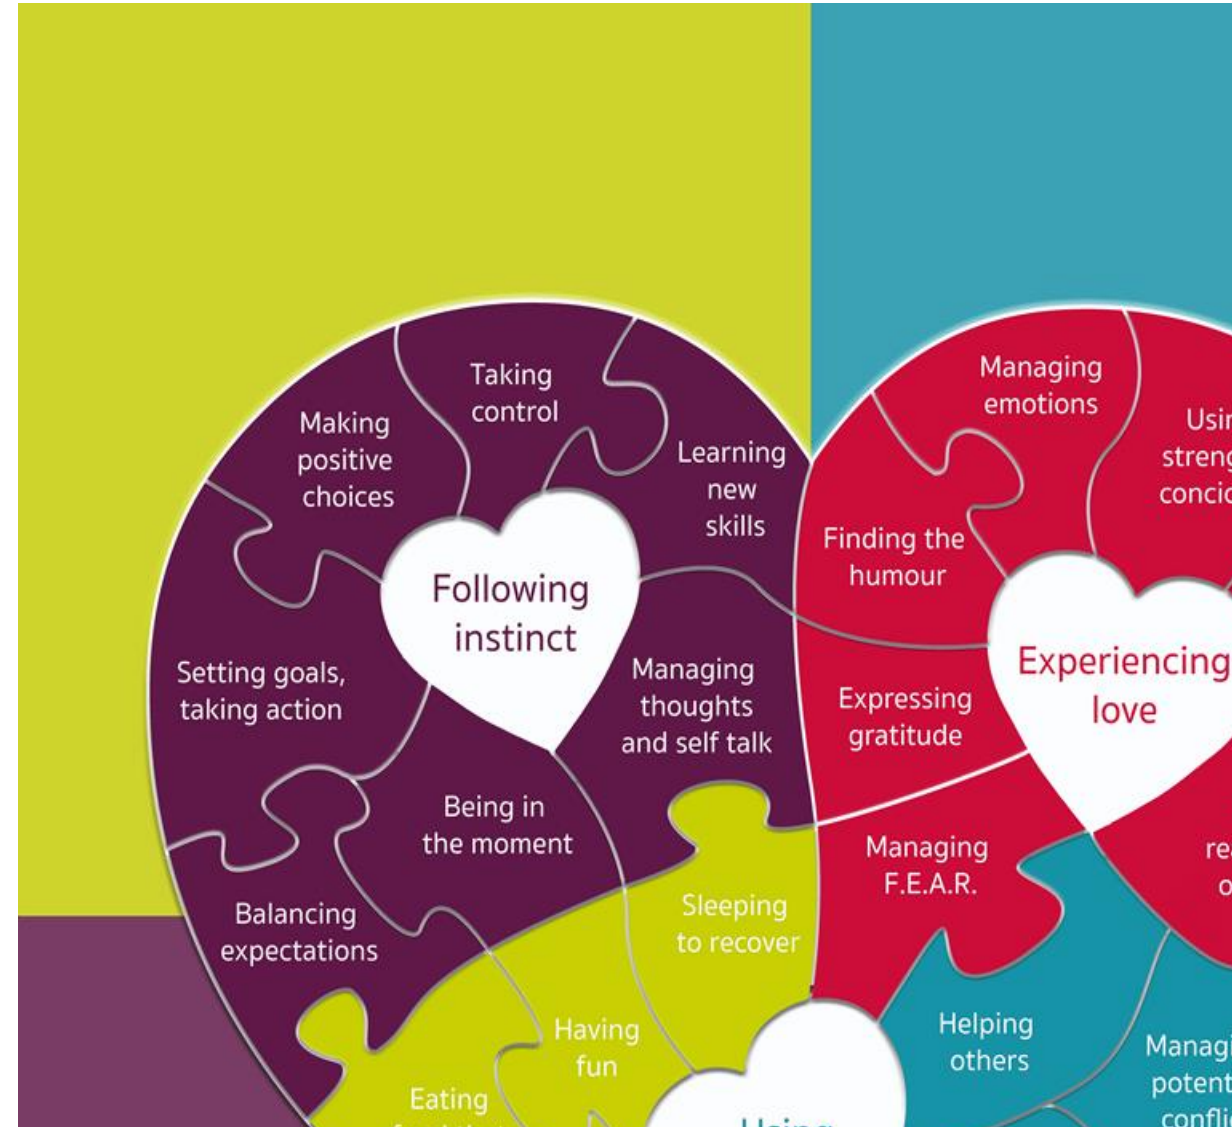 Taking
control
Making
positive
choices
Learning
new
skills
Following
instinct
Setting goals,
taking action
Managing
thoughts
and self talk
Being in
the moment
Balancing
expectations
Managing
emotions
Finding the
humour
Experiencing
love
Expressing
gratitude
Managing
F.E.A.R.
Sleeping
to recover
Having
fun
Eating
Helping
others